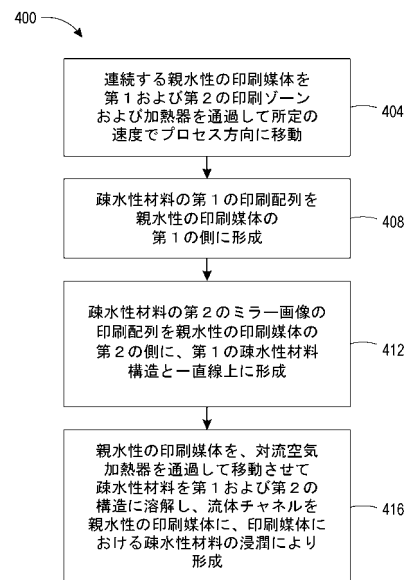 400
連続する親水性の印刷媒体を
第1および第2の印刷ゾーン
および加熱器を通過して所定の
速度でプロセス方向に移動
404
疎水性材料の第1の印刷配列を
親水性の印刷媒体の
第1の側に形成
408
疎水性材料の第2のミラー画像の
印刷配列を親水性の印刷媒体の
第2の側に、第1の疎水性材料
構造と一直線上に形成
412
親水性の印刷媒体を、対流空気
加熱器を通過して移動させて
疎水性材料を第1および第2の
構造に溶解し、流体チャネルを
親水性の印刷媒体に、印刷媒体に
おける疎水性材料の浸潤により
形成
416